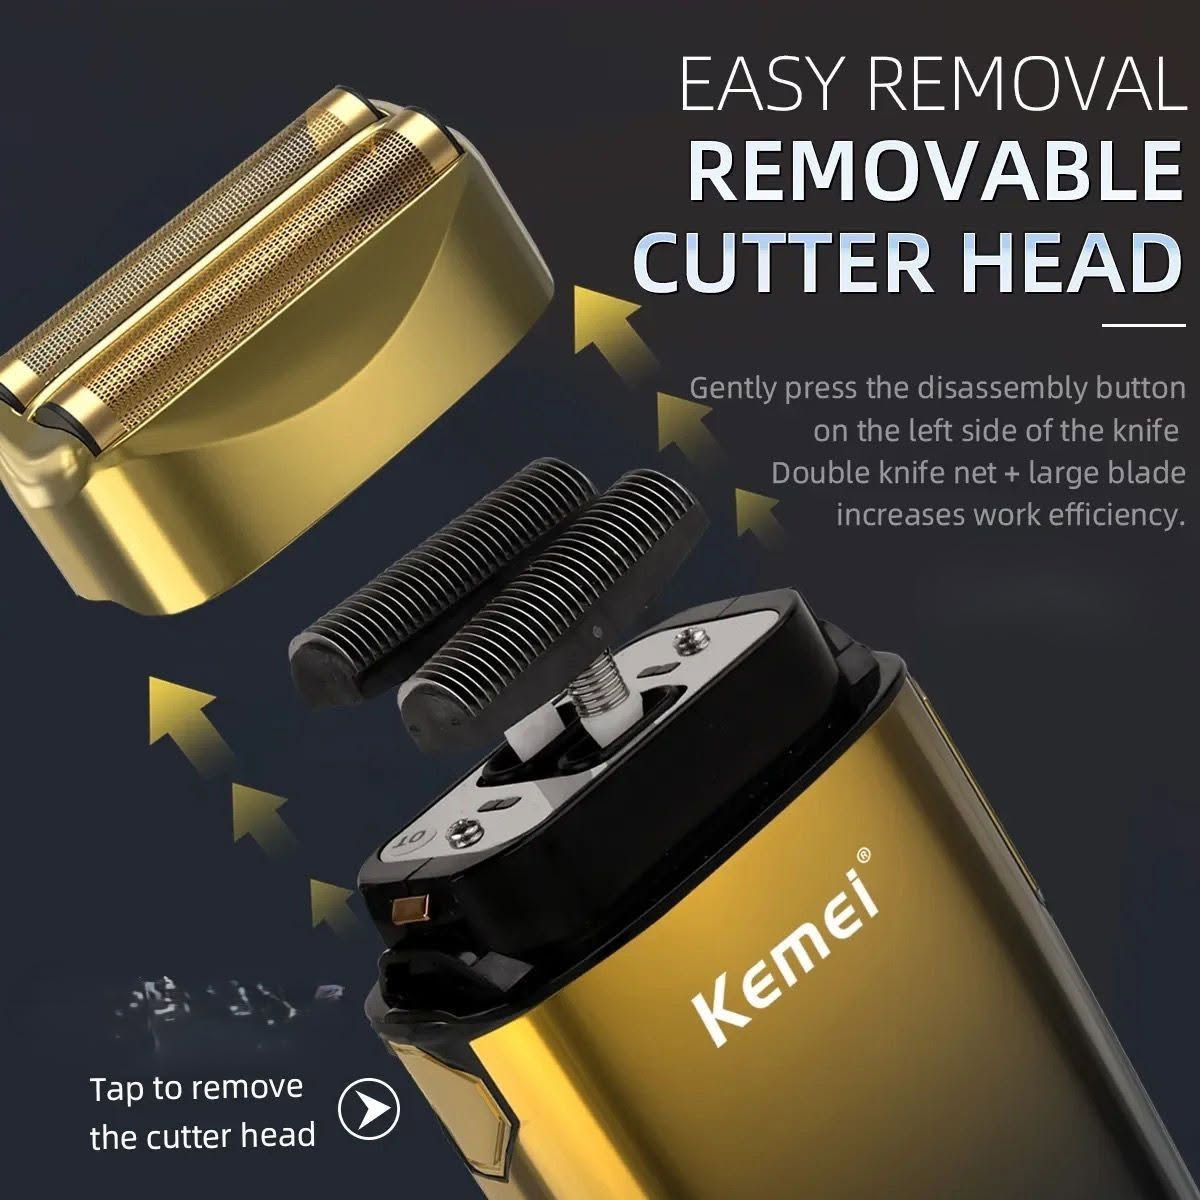 EASY REMOVAL
REMOVABLE
CUTTER HEAD
Gently press the disassembly button
on the left side of the knife
Double knife net + large blade
increases work efficiency.
10
Kemei®
Tap to remove
the cutter head